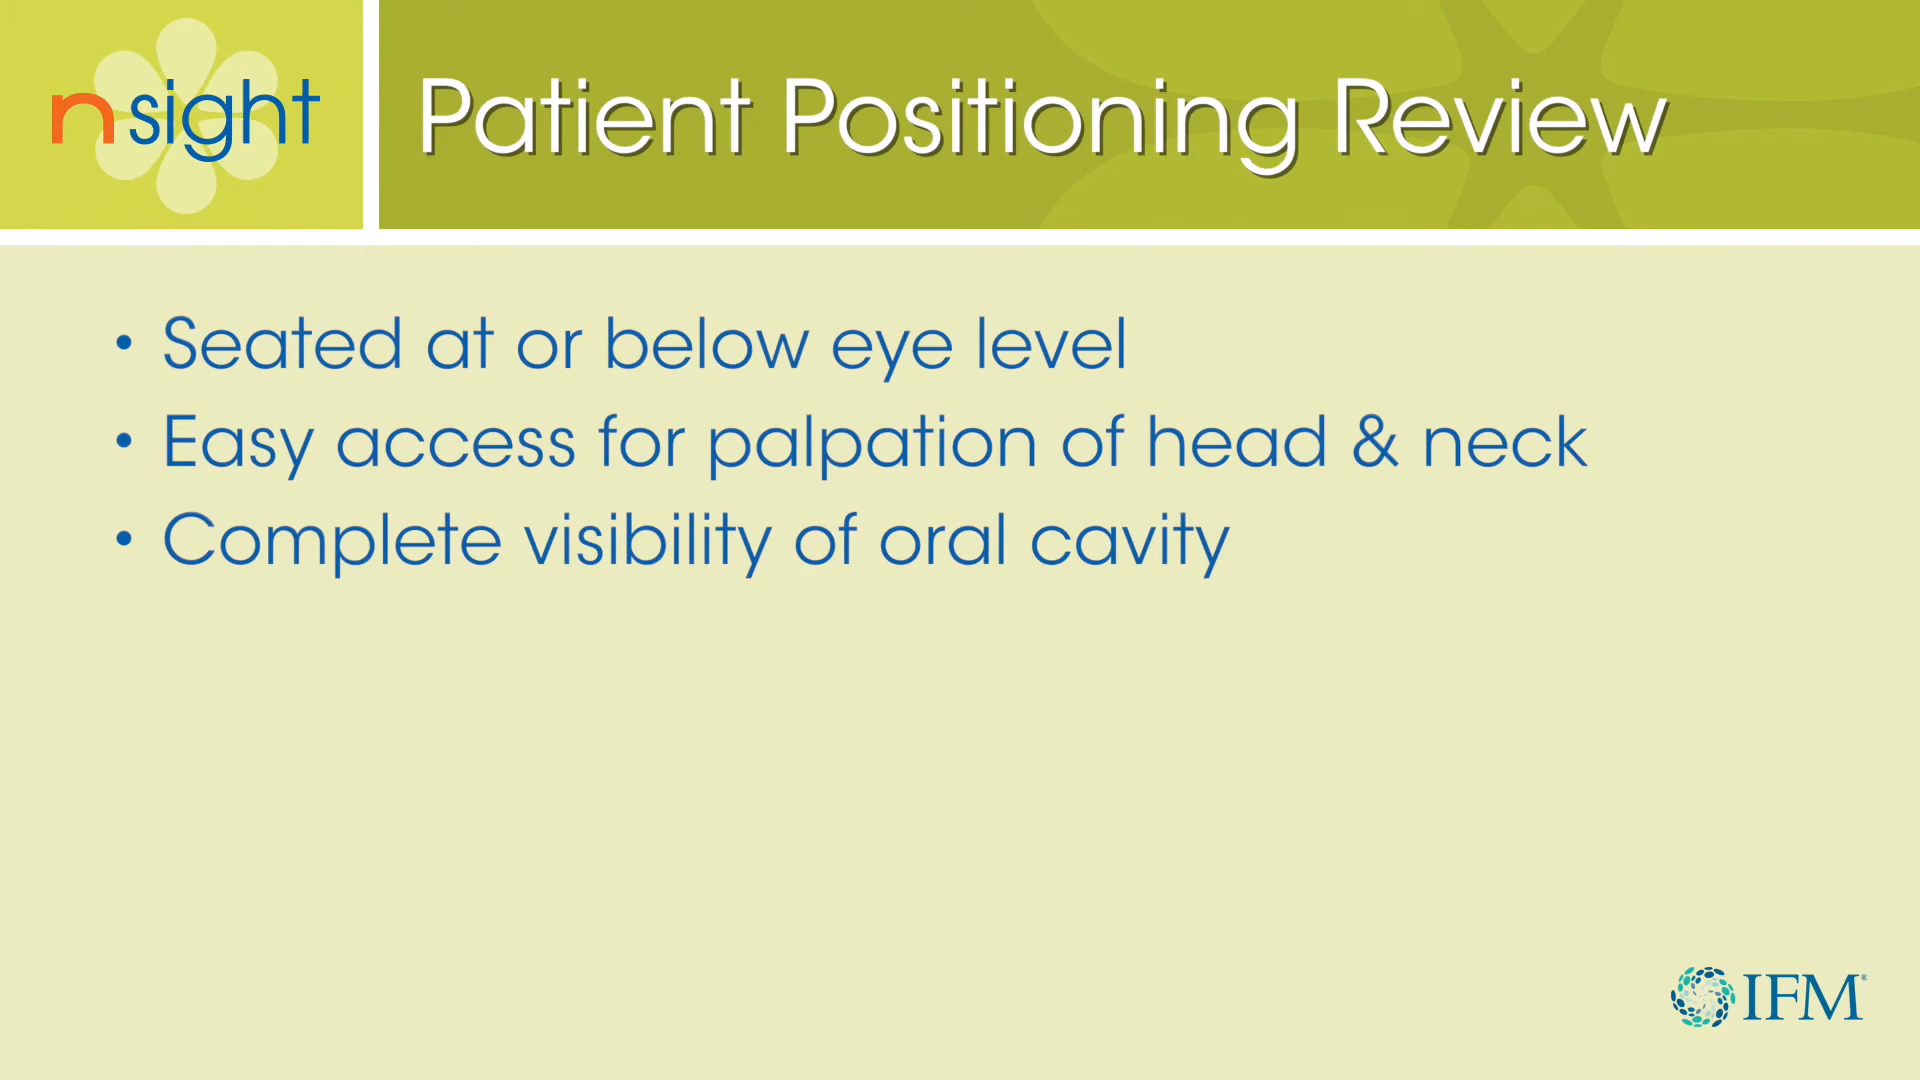 nsight
Patient Positioning Review
• Seated at or below eye level
• Easy access for palpation of head & neck
• Complete visibility of oral cavity
IFM®